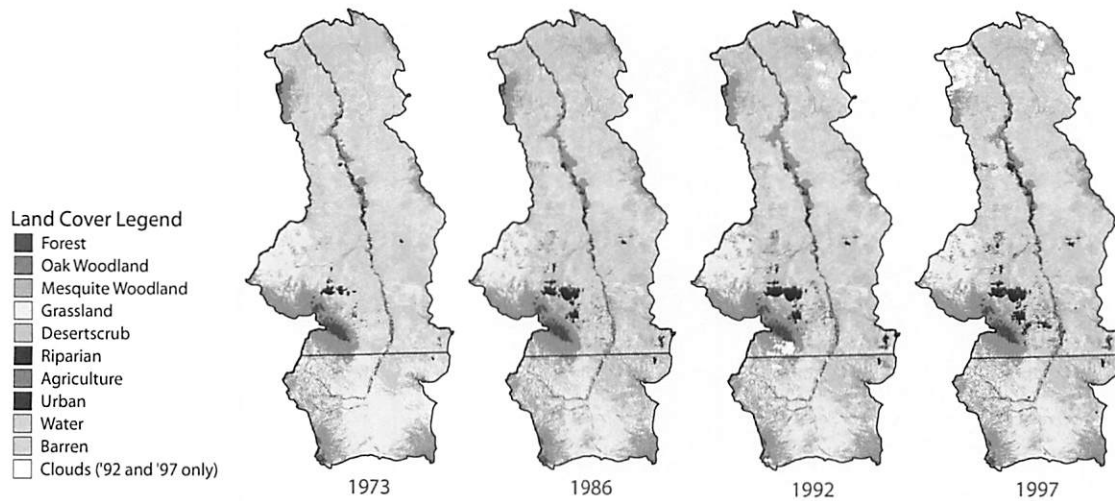 Land Cover Legend
Forest
Oak Woodland
Mesquite Woodland
Grassland
Desertscrub
Riparian
Agriculture
Urban
Water
Barren
Clouds ('92 and '97 only)
1973
1986
1992
1997